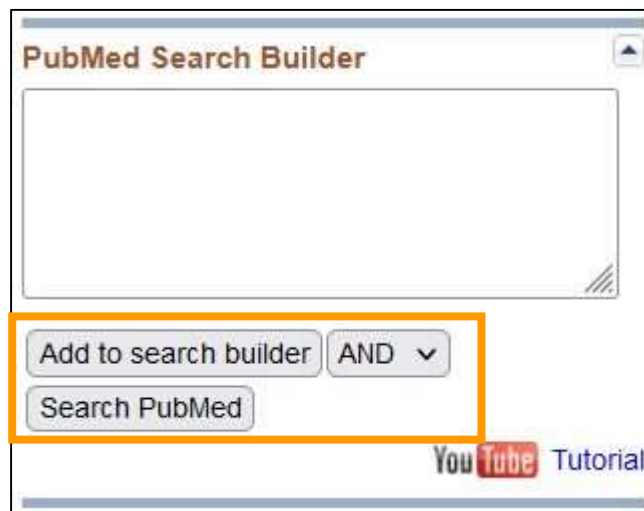 PubMed Search Builder
Add to search builder AND
Search PubMed
YouTube Tutorial